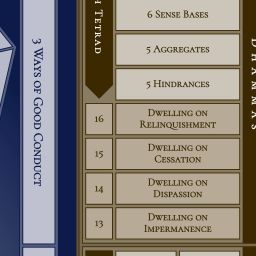 3 Ways of Good Conduct
h Tetrad
6 Sense Bases
5 Aggregates
5 Hindrances
16
Dwelling on
Relinquishment
15
Dwelling on
Cessation
14
Dwelling on
Dispassion
13
Dwelling on
Impermanence
Dhammas